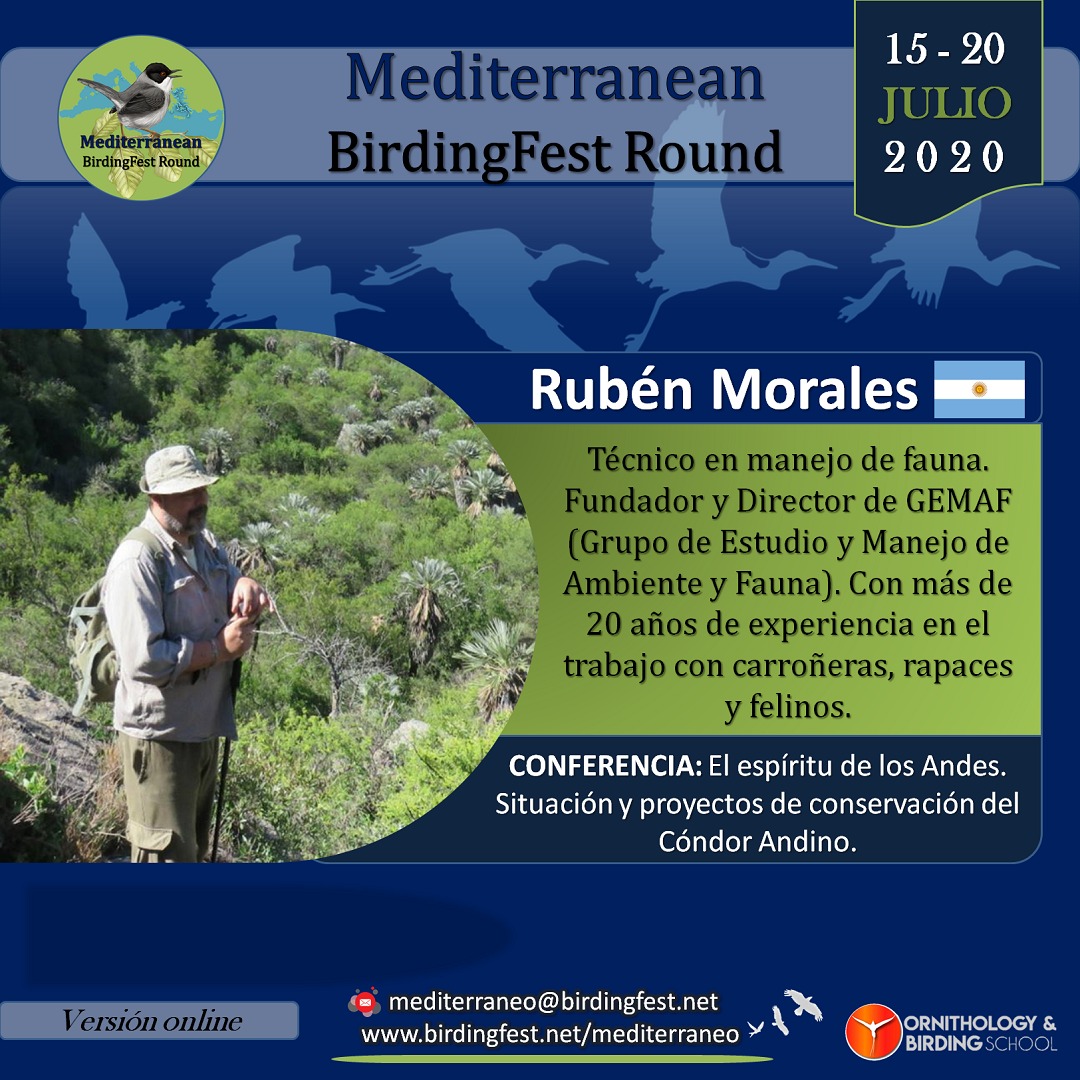 Mediterranean
BirdingFest Round
Mediterranean
BirdingFest Round
15 - 20
JULIO
2020
Rubén Morales
Técnico en manejo de fauna.
Fundador y Director de GEMAF
(Grupo de Estudio y Manejo de
Ambiente y Fauna). Con más de
20 años de experiencia en el
trabajo con carroñeras, rapaces
y felinos.
CONFERENCIA: El espíritu de los Andes.
Situación y proyectos de conservación del
Cóndor Andino.
Versión online
mediterraneo@birdingfest.net
www.birdingfest.net/mediterraneo
ORNITHOLOGY &
BIRDING SCHOOL